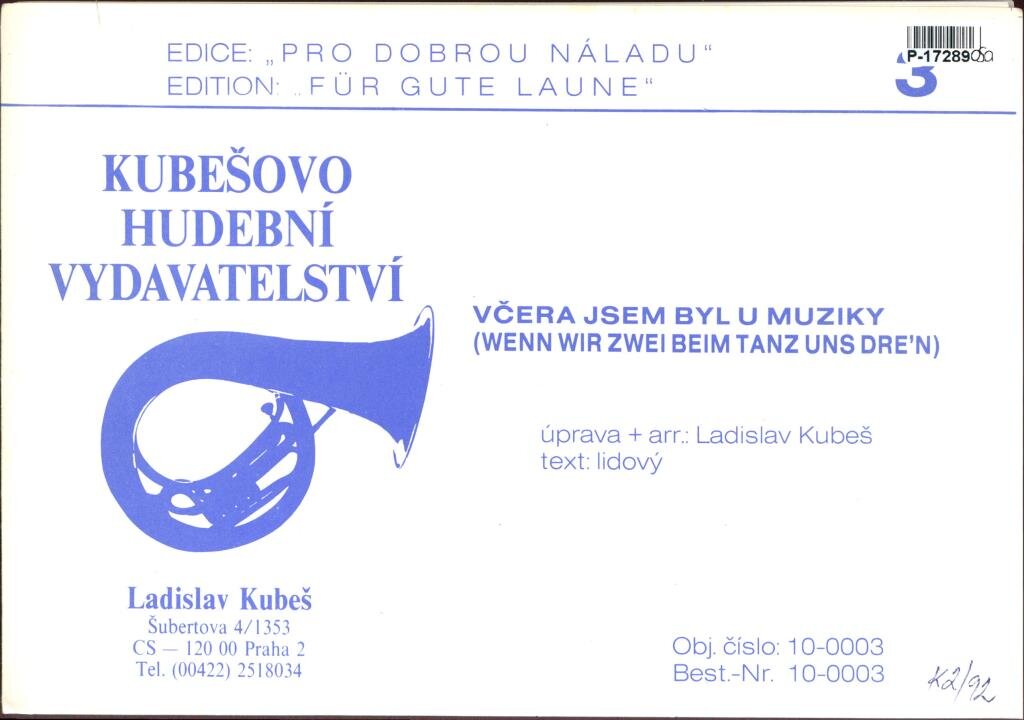 EDICE: „PRO DOBROU NÁLADU“
EDITION: „FÜR GUTE LAUNE“
P-17289
3
KUBEŠOVO
HUDEBNÍ
VYDAVATELSTVÍ
VČERA JSEM BYL U MUZIKY
(WENN WIR ZWEI BEIM TANZ UNS DRE'N)
úprava + arr.: Ladislav Kubeš
text: lidový
Ladislav Kubeš
Šubertova 4/1353
CS — 120 00 Praha 2
Tel. (00422) 2518034
Obj. číslo: 10-0003
Best.-Nr. 10-0003
K2/92